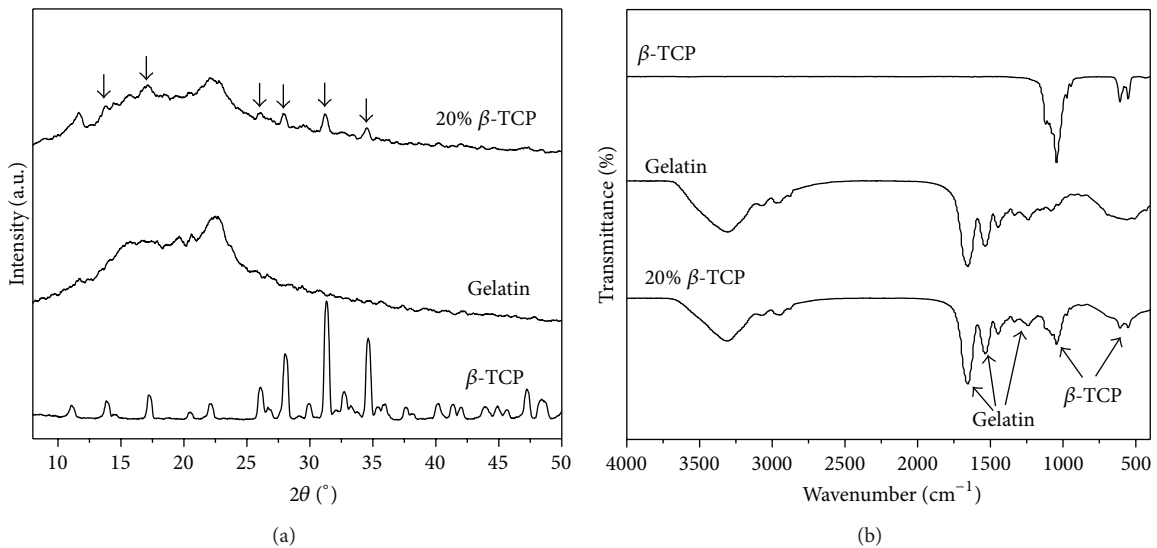 20% β-TCP
Gelatin
β-TCP
Intensity (a.u.)
10 15 20 25 30 35 40 45 50
2θ (°)
(a)
β-TCP
Gelatin
20% β-TCP
Gelatin
β-TCP
Transmittance (%)
4000 3500 3000 2500 2000 1500 1000 500
Wavenumber (cm⁻¹)
(b)